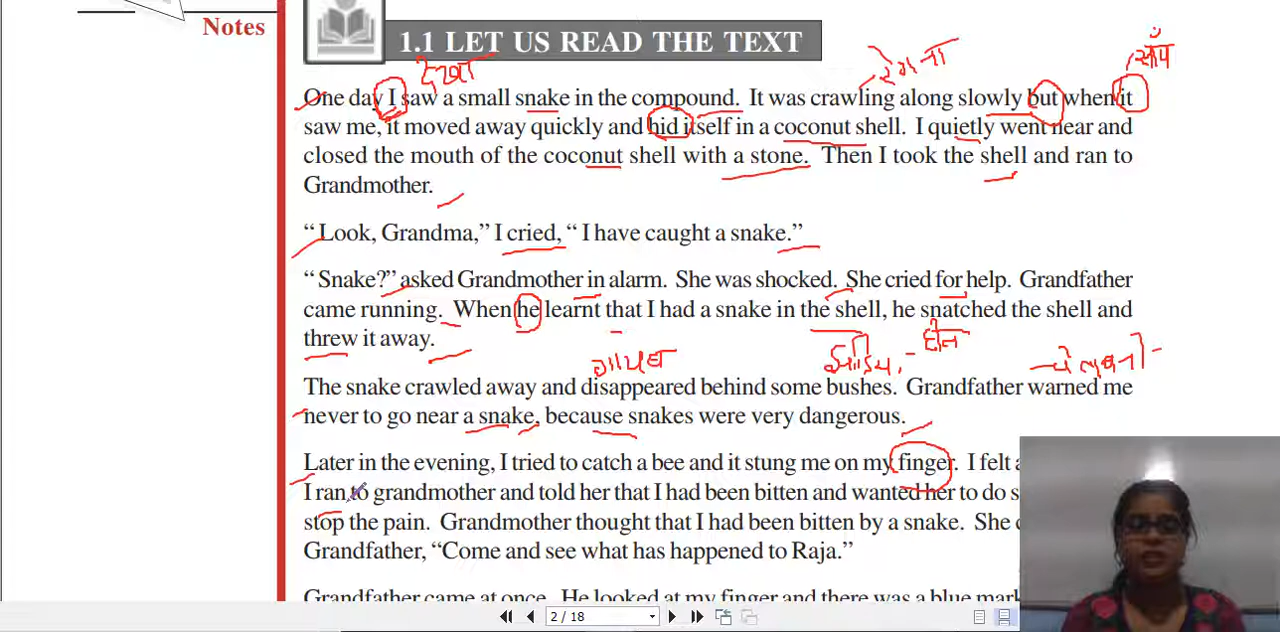 Notes
1.1 LET US READ THE TEXT
देखा
रेंगना
साँप
One day I saw a small snake in the compound. It was crawling along slowly but when it
saw me, it moved away quickly and hid itself in a coconut shell. I quietly went near and
closed the mouth of the coconut shell with a stone. Then I took the shell and ran to
Grandmother.
“Look, Grandma,” I cried, “ I have caught a snake.”
“Snake?” asked Grandmother in alarm. She was shocked. She cried for help. Grandfather
came running. When he learnt that I had a snake in the shell, he snatched the shell and
threw it away.
गायब
The snake crawled away and disappeared behind some bushes. Grandfather warned me
never to go near a snake, because snakes were very dangerous.
Later in the evening, I tried to catch a bee and it stung me on my finger. I felt
I ran to grandmother and told her that I had been bitten and wanted her to do
stop the pain. Grandmother thought that I had been bitten by a snake. She
Grandfather, “Come and see what has happened to Raja.”
Grandfather came at once. He looked at my finger and there was a blue mark
2 / 18